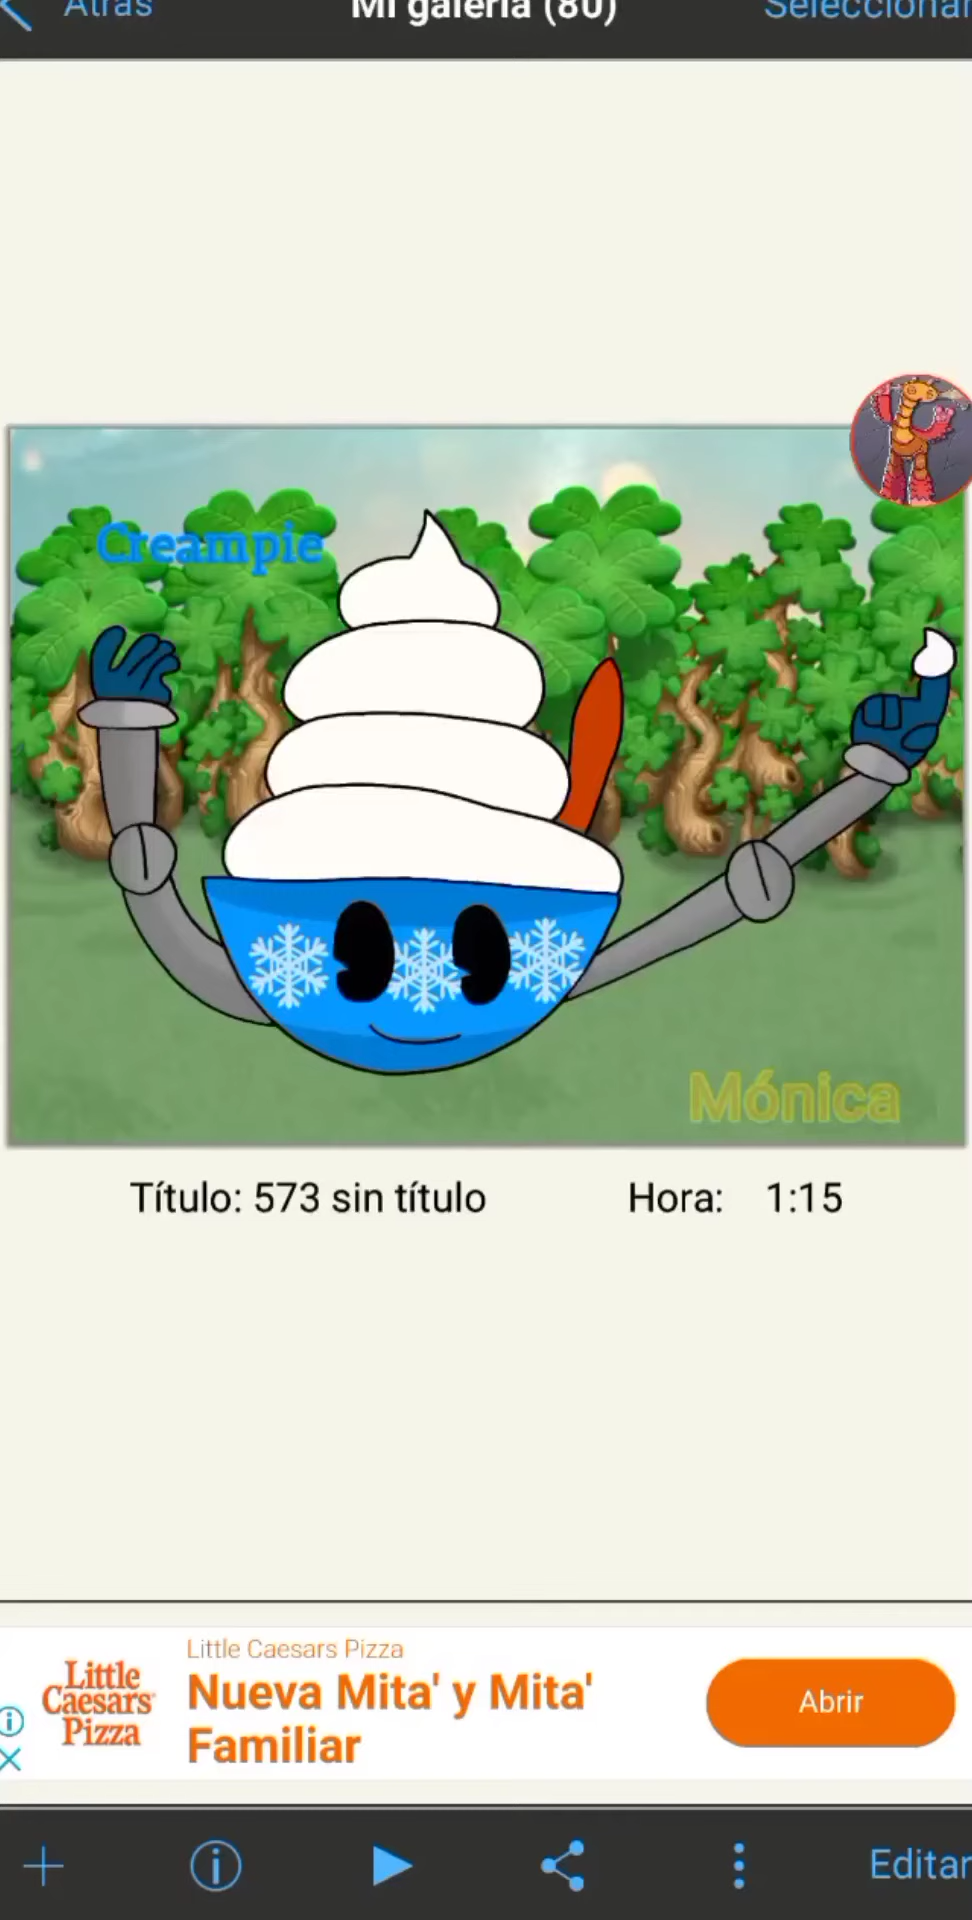 Atrás
Mi galería (80)
Seleccionar
Creampie
Mónica
Título: 573 sin título
Hora: 1:15
Little Caesars Pizza
Little
Caesars
Pizza
Nueva Mita' y Mita'
Familiar
Abrir
Editar